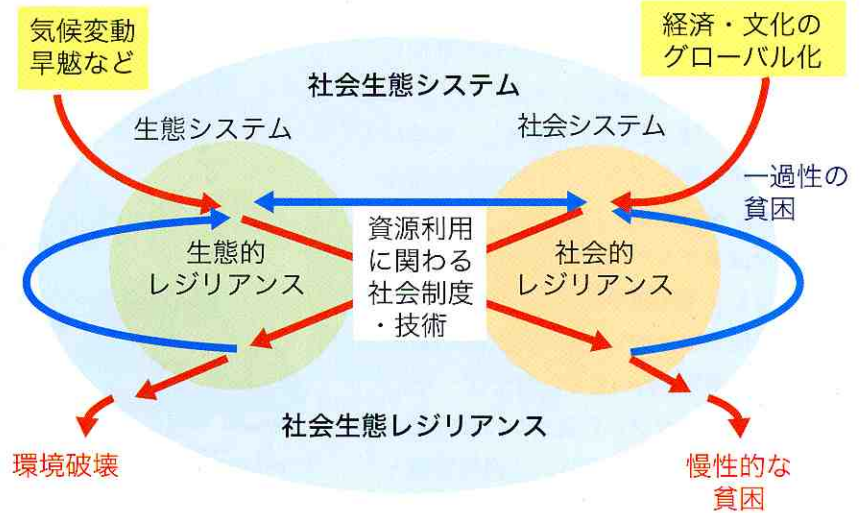 気候変動
旱魃など
経済・文化の
グローバル化
社会生態システム
生態システム
社会システム
一過性の
貧困
資源利用
に関わる
社会制度
・技術
生態的
レジリアンス
社会的
レジリアンス
社会生態レジリアンス
環境破壊
慢性的な
貧困